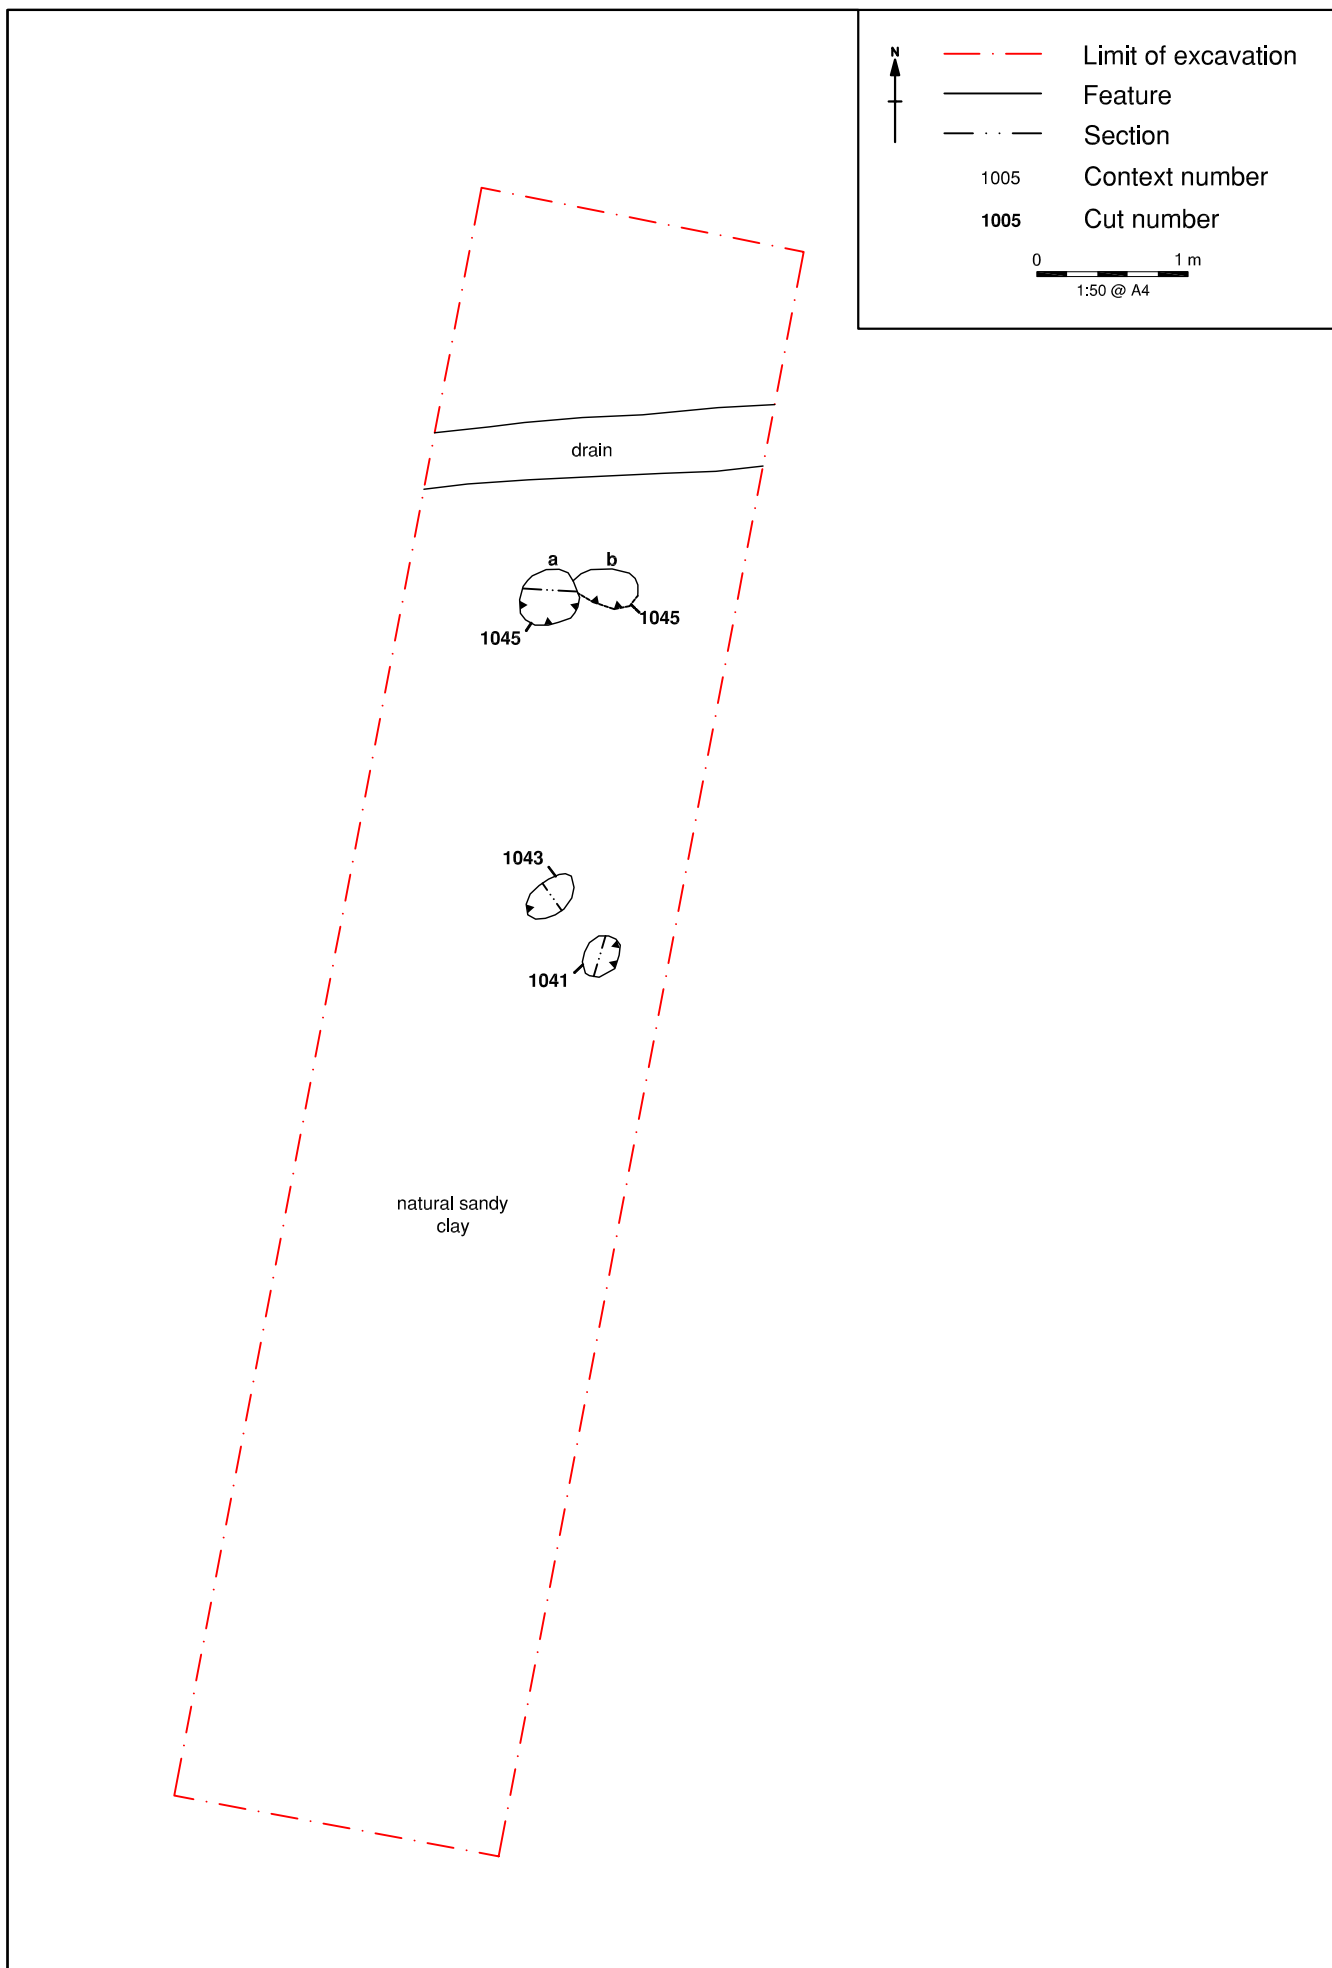 N
Limit of excavation
Feature
Section
1005 Context number
1005 Cut number
0 1 m
1:50 @ A4
drain
a b
1045
1045
1043
1041
natural sandy
clay